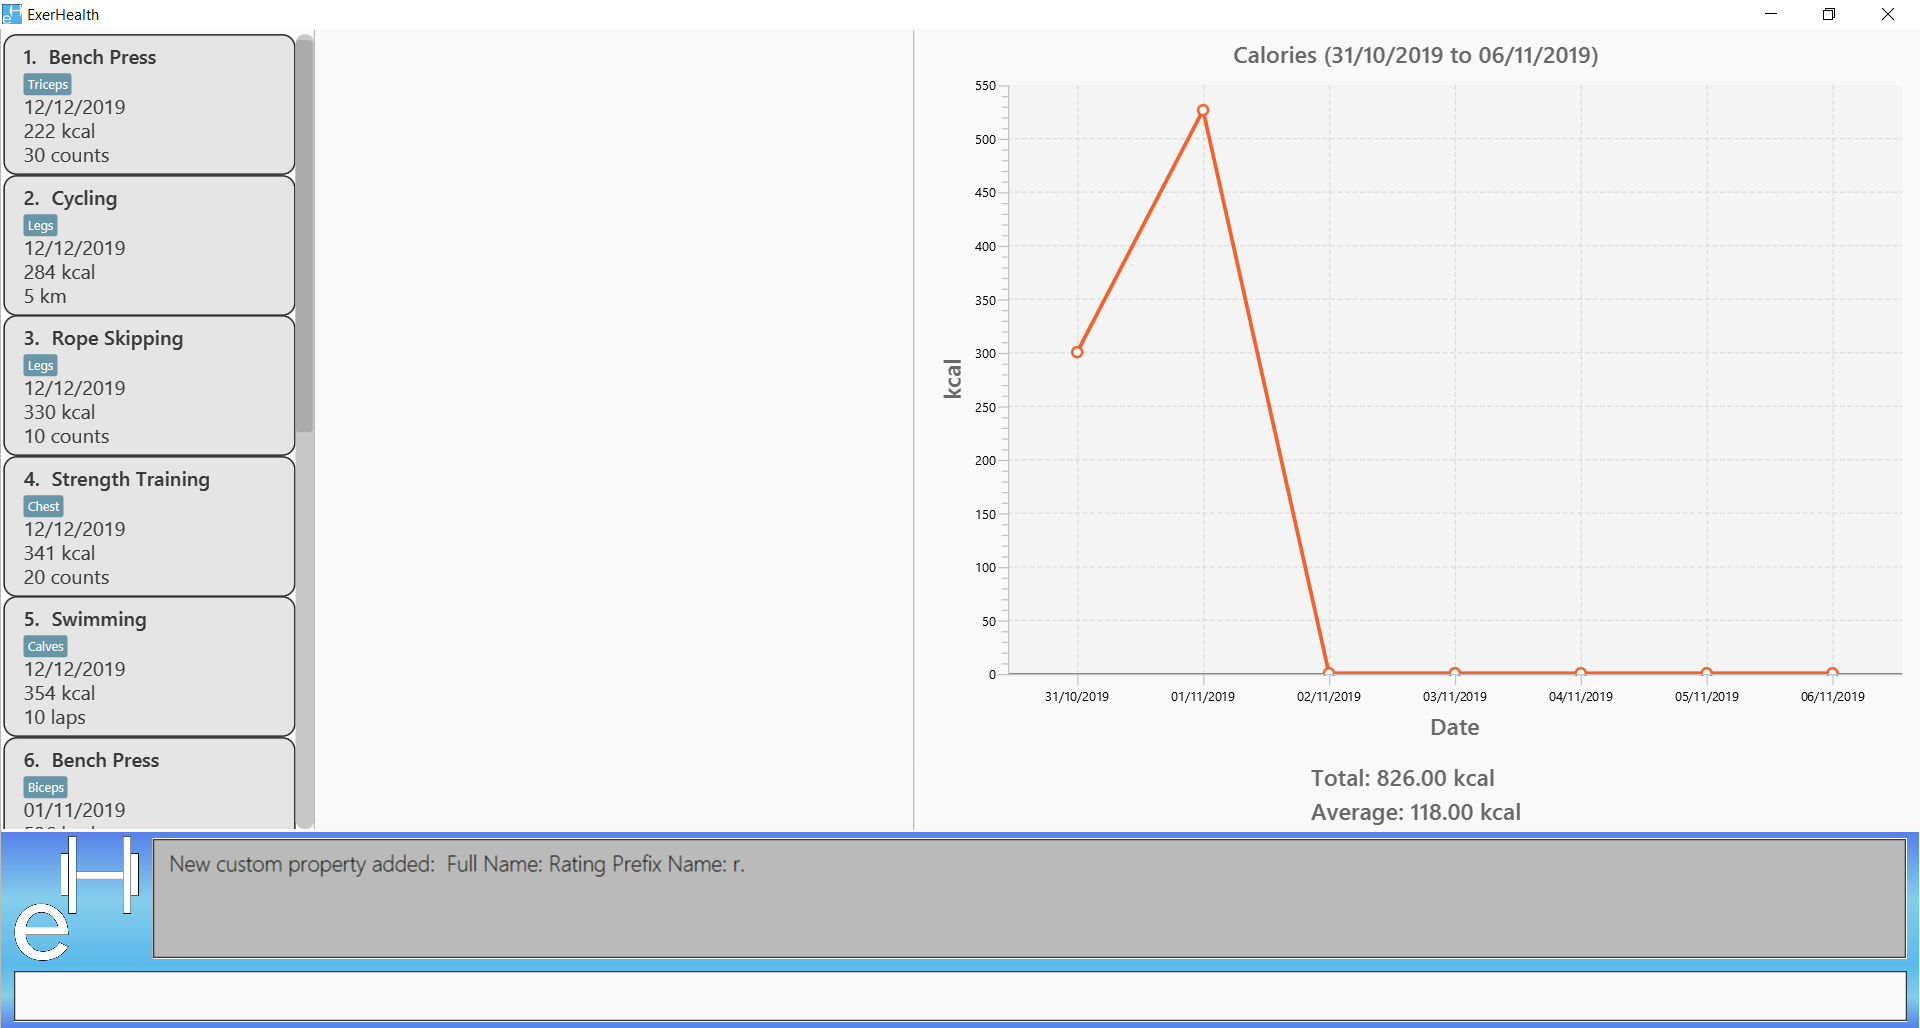 ExerHealth
1. Bench Press
Triceps
12/12/2019
222 kcal
30 counts
2. Cycling
Legs
12/12/2019
284 kcal
5 km
3. Rope Skipping
Legs
12/12/2019
330 kcal
10 counts
4. Strength Training
Chest
12/12/2019
341 kcal
20 counts
5. Swimming
Calves
12/12/2019
354 kcal
10 laps
6. Bench Press
Biceps
01/11/2019
Calories (31/10/2019 to 06/11/2019)
550
500
450
400
350
300
250
200
150
100
50
0
kcal
31/10/2019 01/11/2019 02/11/2019 03/11/2019 04/11/2019 05/11/2019 06/11/2019
Date
Total: 826.00 kcal
Average: 118.00 kcal
eH
New custom property added: Full Name: Rating Prefix Name: r.